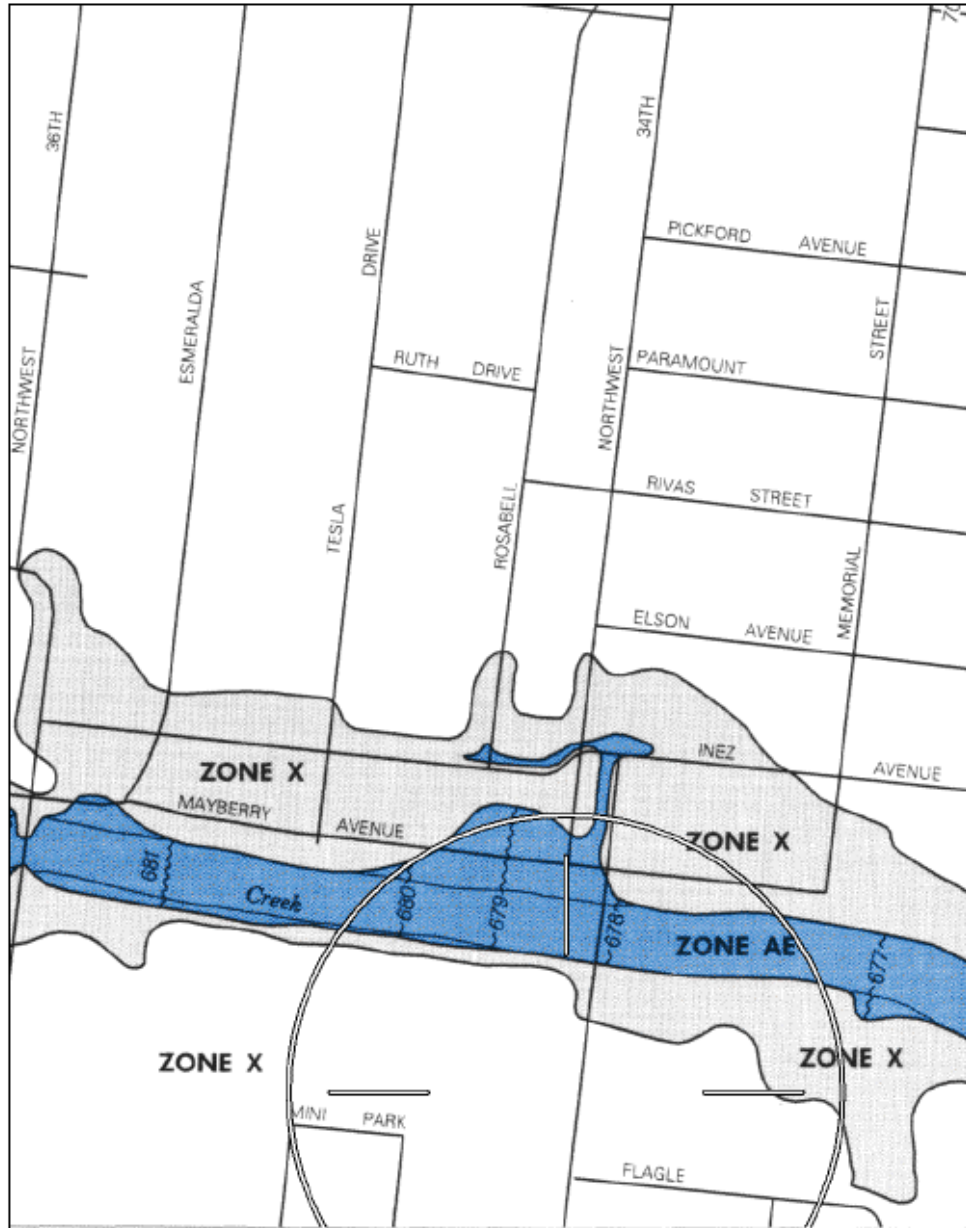 70
36TH
34TH
DRIVE
PICKFORD AVENUE
ESMERALDA
STREET
NORTHWEST
RUTH DRIVE
NORTHWEST
PARAMOUNT
RIVAS STREET
TESLA
ROSABELL
MEMORIAL
ELSON AVENUE
INEZ AVENUE
ZONE X
MAYBERRY AVENUE
ZONE X
681
Creek
680
679
678
ZONE AE
677
ZONE X
ZONE X
MINI PARK
FLAGLE